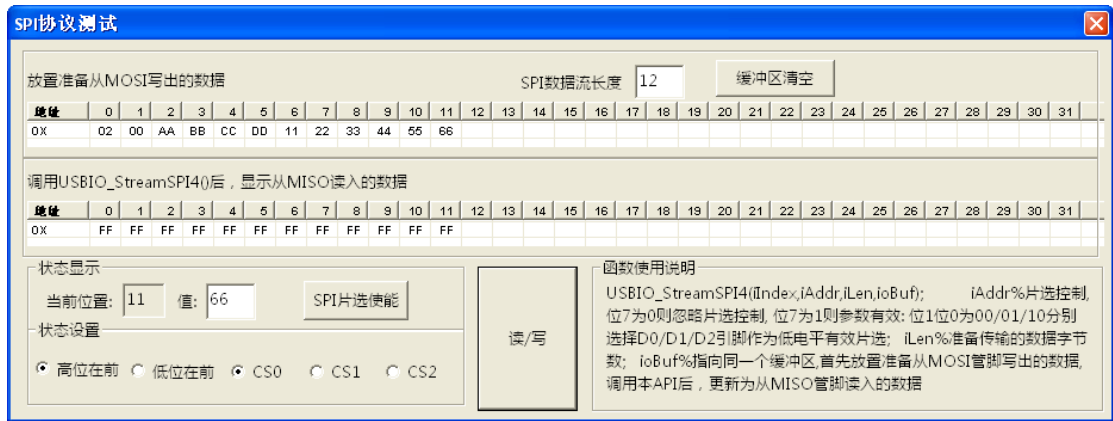 SPI协议测试
放置准备从MOSI写出的数据 SPI数据流长度 12 缓冲区清空
地址 0 1 2 3 4 5 6 7 8 9 10 11 12 13 14 15 16 17 18 19 20 21 22 23 24 25 26 27 28 29 30 31
0X 02 00 AA BB CC DD 11 22 33 44 55 66
调用USBIO_StreamSPI4()后，显示从MISO读入的数据
地址 0 1 2 3 4 5 6 7 8 9 10 11 12 13 14 15 16 17 18 19 20 21 22 23 24 25 26 27 28 29 30 31
0X FF FF FF FF FF FF FF FF FF FF FF FF
状态显示
当前位置: 11 值: 66 SPI片选使能
状态设置
高位在前 低位在前 CS0 CS1 CS2
读/写
函数使用说明
USBIO_StreamSPI4(iIndex,iAddr,iLen,ioBuf); iAddr%片选控制,
位7为0则忽略片选控制, 位7为1则参数有效: 位1位0为00/01/10分别
选择D0/D1/D2引脚作为低电平有效片选; iLen%准备传输的数据字节
数; ioBuf%指向同一个缓冲区,首先放置准备从MOSI管脚写出的数据,
调用本API后，更新为从MISO管脚读入的数据